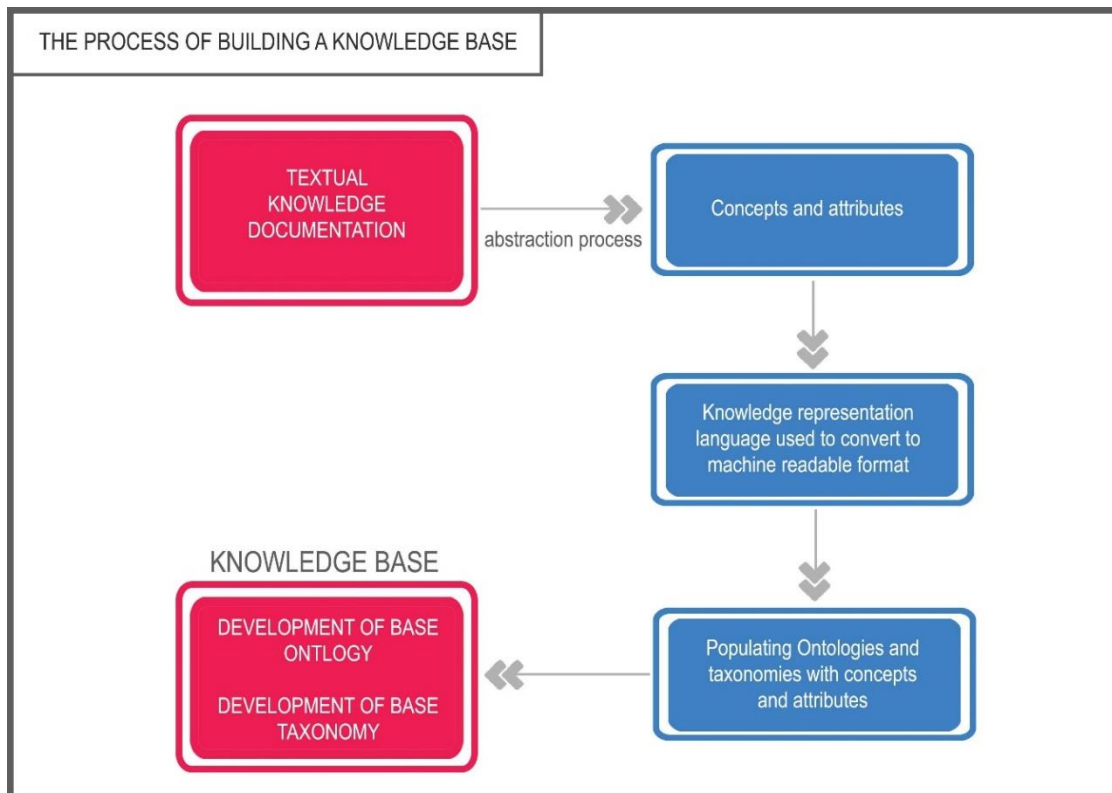 THE PROCESS OF BUILDING A KNOWLEDGE BASE
TEXTUAL
KNOWLEDGE
DOCUMENTATION
abstraction process
Concepts and attributes
Knowledge representation
language used to convert to
machine readable format
Populating Ontologies and
taxonomies with concepts
and attributes
KNOWLEDGE BASE
DEVELOPMENT OF BASE
ONTLOGY
DEVELOPMENT OF BASE
TAXONOMY